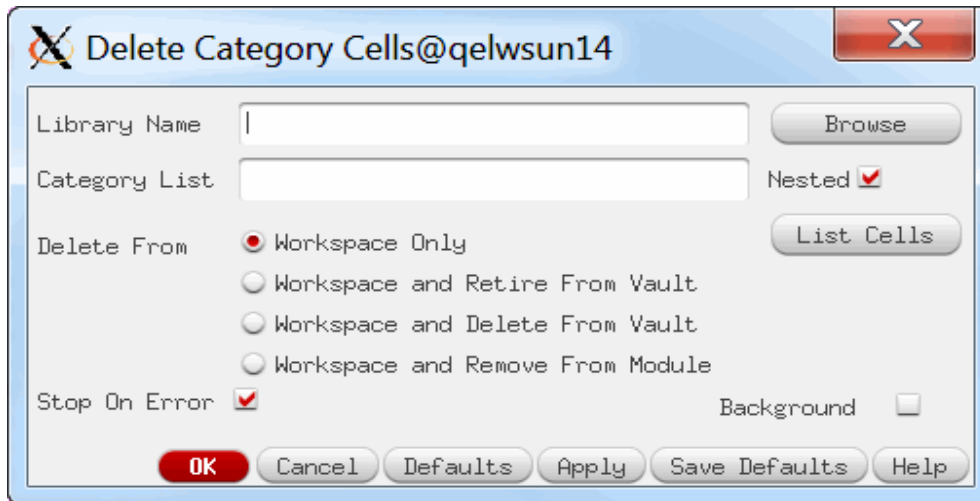 Delete Category Cells@qelwsun14
Library Name Browse
Category List Nested
Delete From Workspace Only List Cells
Workspace and Retire From Vault
Workspace and Delete From Vault
Workspace and Remove From Module
Stop On Error Background
OK Cancel Defaults Apply Save Defaults Help